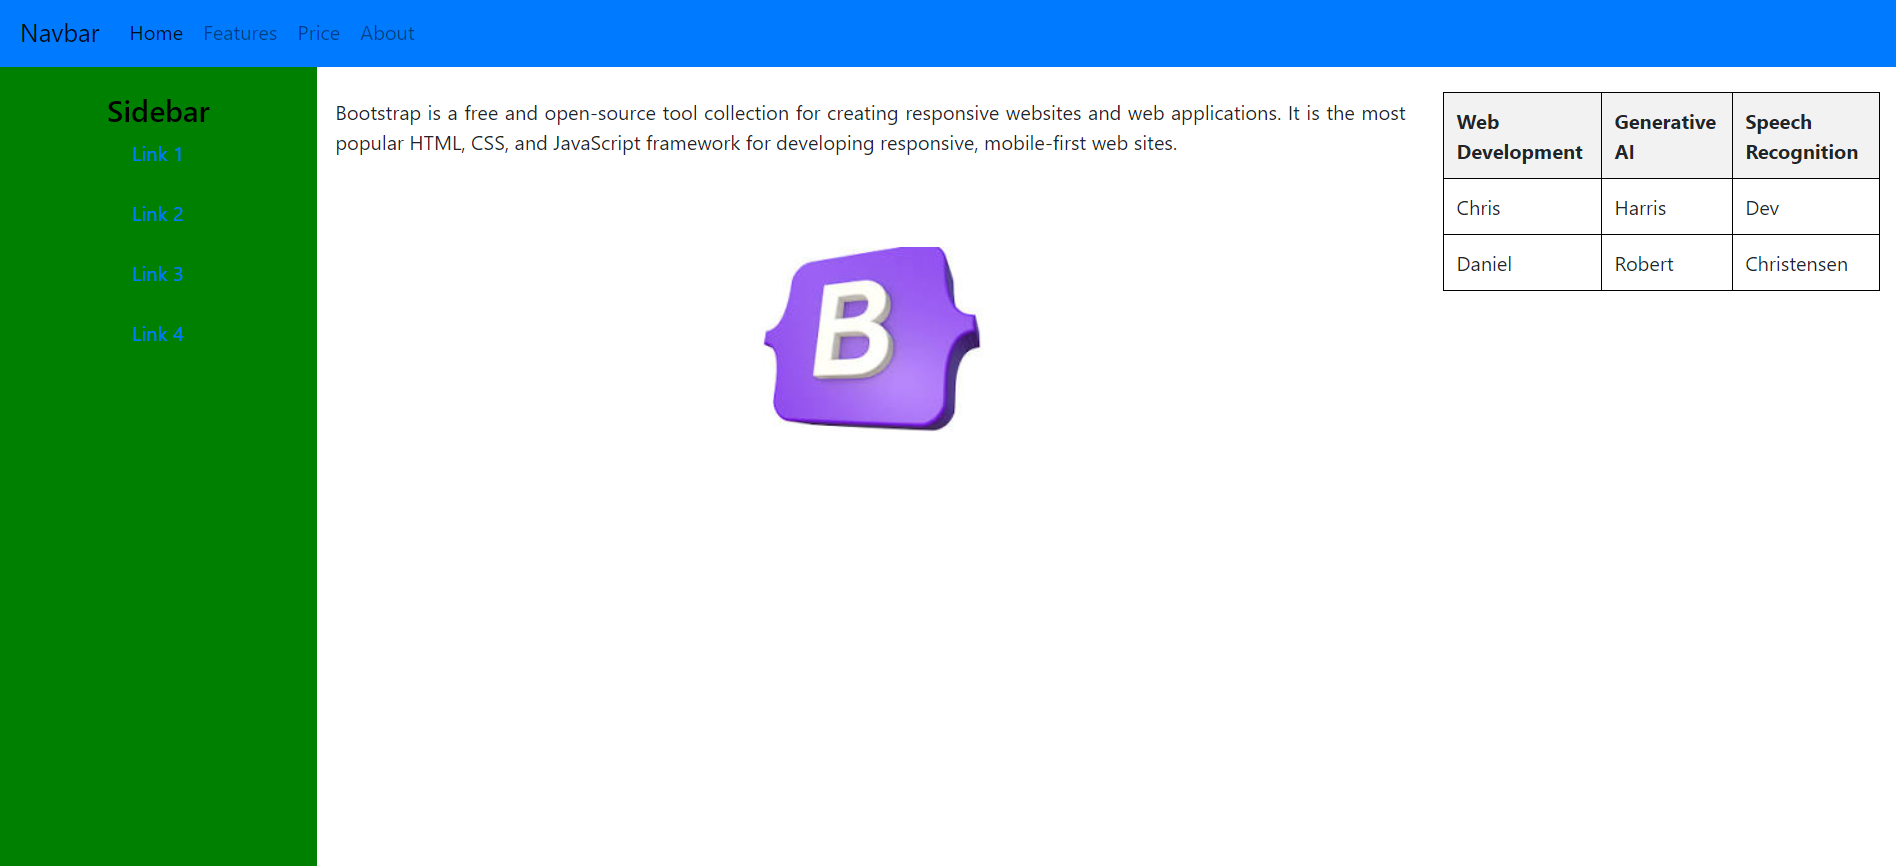 Navbar Home Features Price About
Sidebar
Link 1
Link 2
Link 3
Link 4
Bootstrap is a free and open-source tool collection for creating responsive websites and web applications. It is the most
popular HTML, CSS, and JavaScript framework for developing responsive, mobile-first web sites.
B
Web Development Generative AI Speech Recognition
Chris Harris Dev
Daniel Robert Christensen